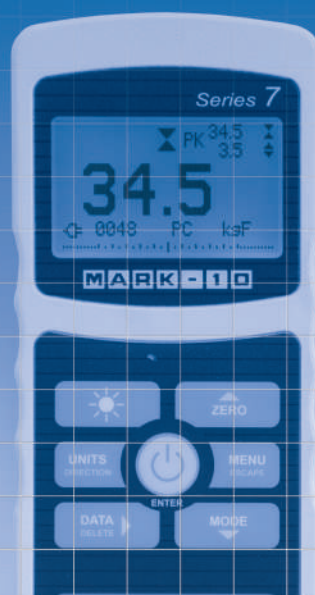 Series 7
PK 34.5
3.5
34.5
0048 PC kgF
MARK-10
ZERO
UNITS
DIRECTION
MENU
ESCAPE
ENTER
DATA
DELETE
MODE